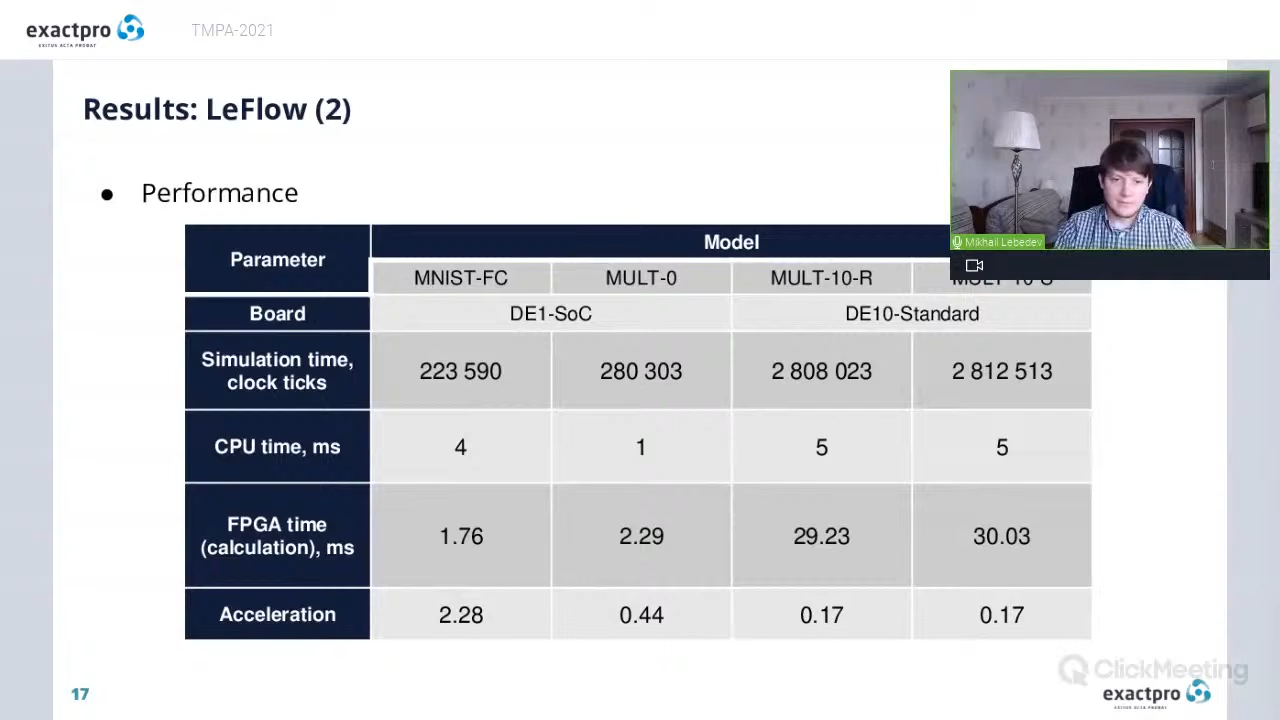 exactpro
EXITUS ACTA PROBAT
TMPA-2021
Results: LeFlow (2)
● Performance
Mikhail Lebedev
Parameter
Model
MNIST-FC MULT-0 MULT-10-R
Board DE1-SoC DE10-Standard
Simulation time, clock ticks 223 590 280 303 2 808 023 2 812 513
CPU time, ms 4 1 5 5
FPGA time (calculation), ms 1.76 2.29 29.23 30.03
Acceleration 2.28 0.44 0.17 0.17
ClickMeeting
17
exactpro
EXITUS ACTA PROBAT